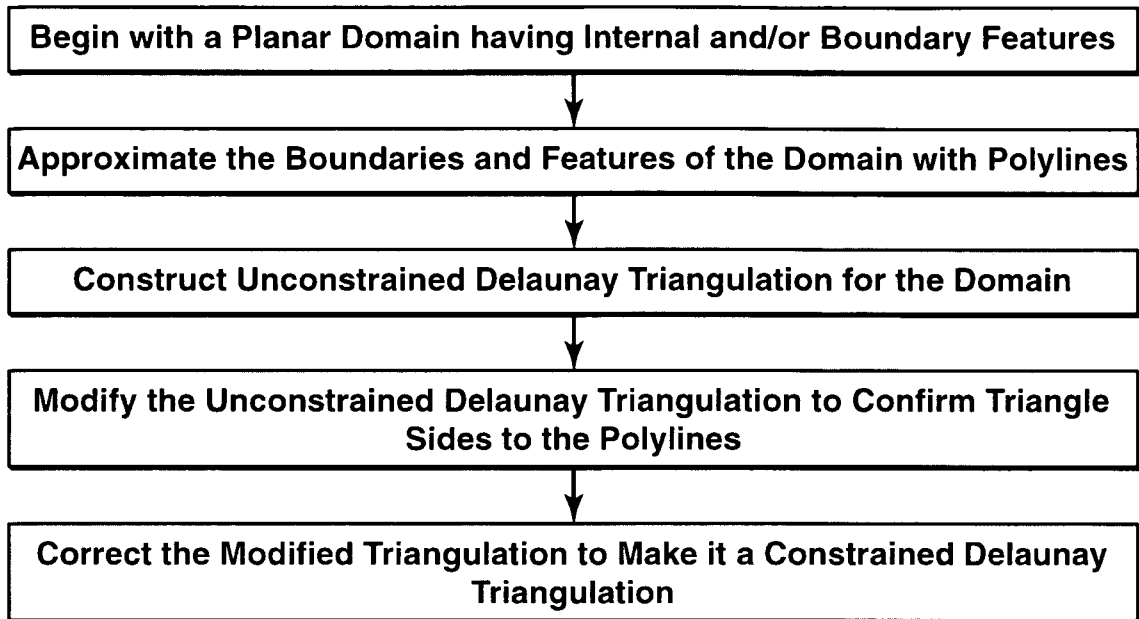 Begin with a Planar Domain having Internal and/or Boundary Features
Approximate the Boundaries and Features of the Domain with Polylines
Construct Unconstrained Delaunay Triangulation for the Domain
Modify the Unconstrained Delaunay Triangulation to Confirm Triangle
Sides to the Polylines
Correct the Modified Triangulation to Make it a Constrained Delaunay
Triangulation